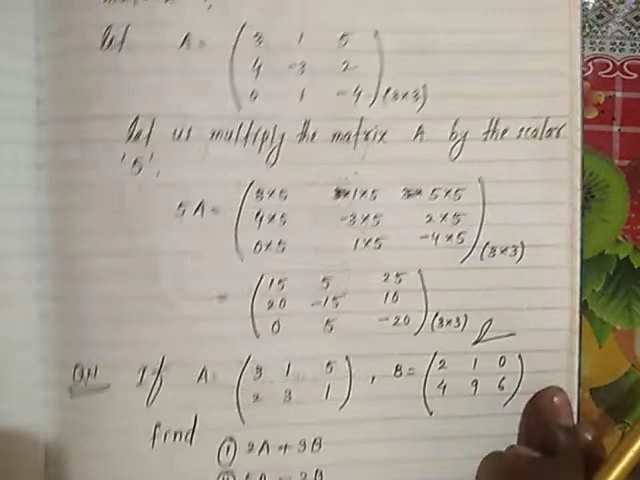 Let A = ( 3 1 5
4 -3 2
0 1 -4 ) (3×3)
Let us multiply the matrix A by the scalar
'5',
5A = ( 3×5 1×5 5×5
4×5 -3×5 2×5
0×5 1×5 -4×5 ) (3×3)
= ( 15 5 25
20 -15 10
0 5 -20 ) (3×3)
If A = ( 3 1 5
2 3 1 ) , B = ( 2 1 0
4 9 6 )
find
① 2A + 3B